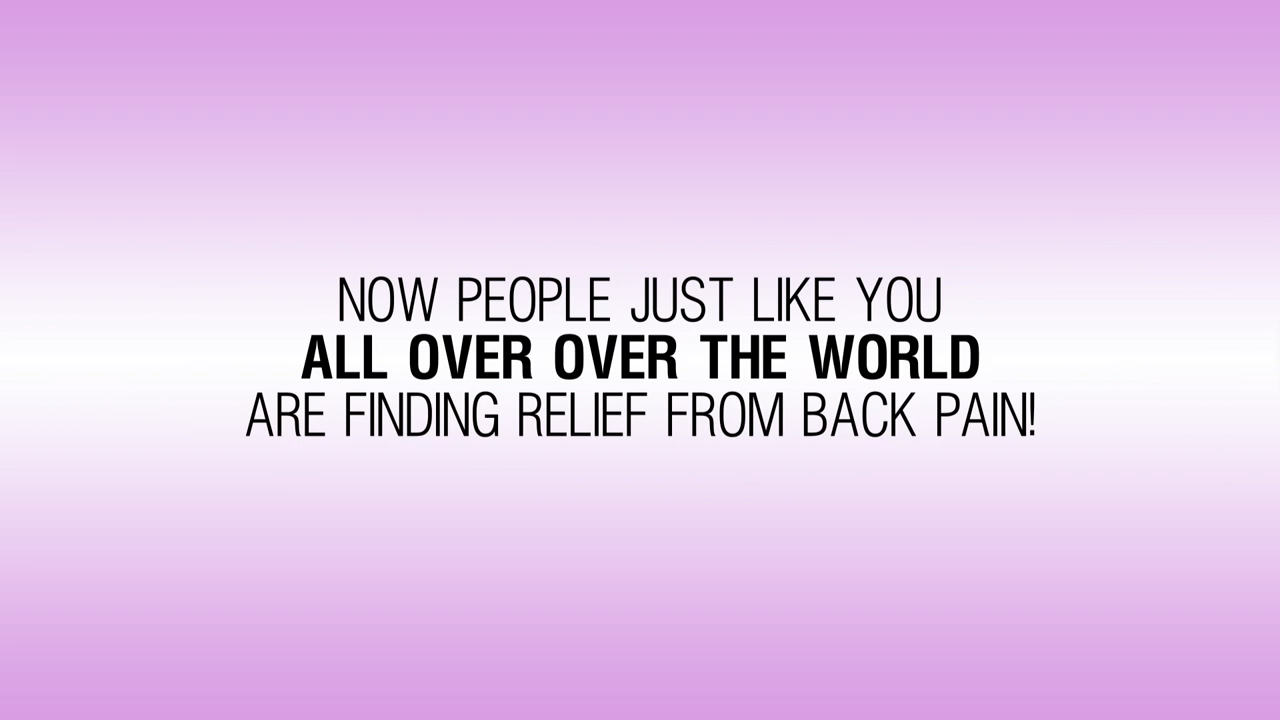 NOW PEOPLE JUST LIKE YOU
ALL OVER OVER THE WORLD
ARE FINDING RELIEF FROM BACK PAIN!